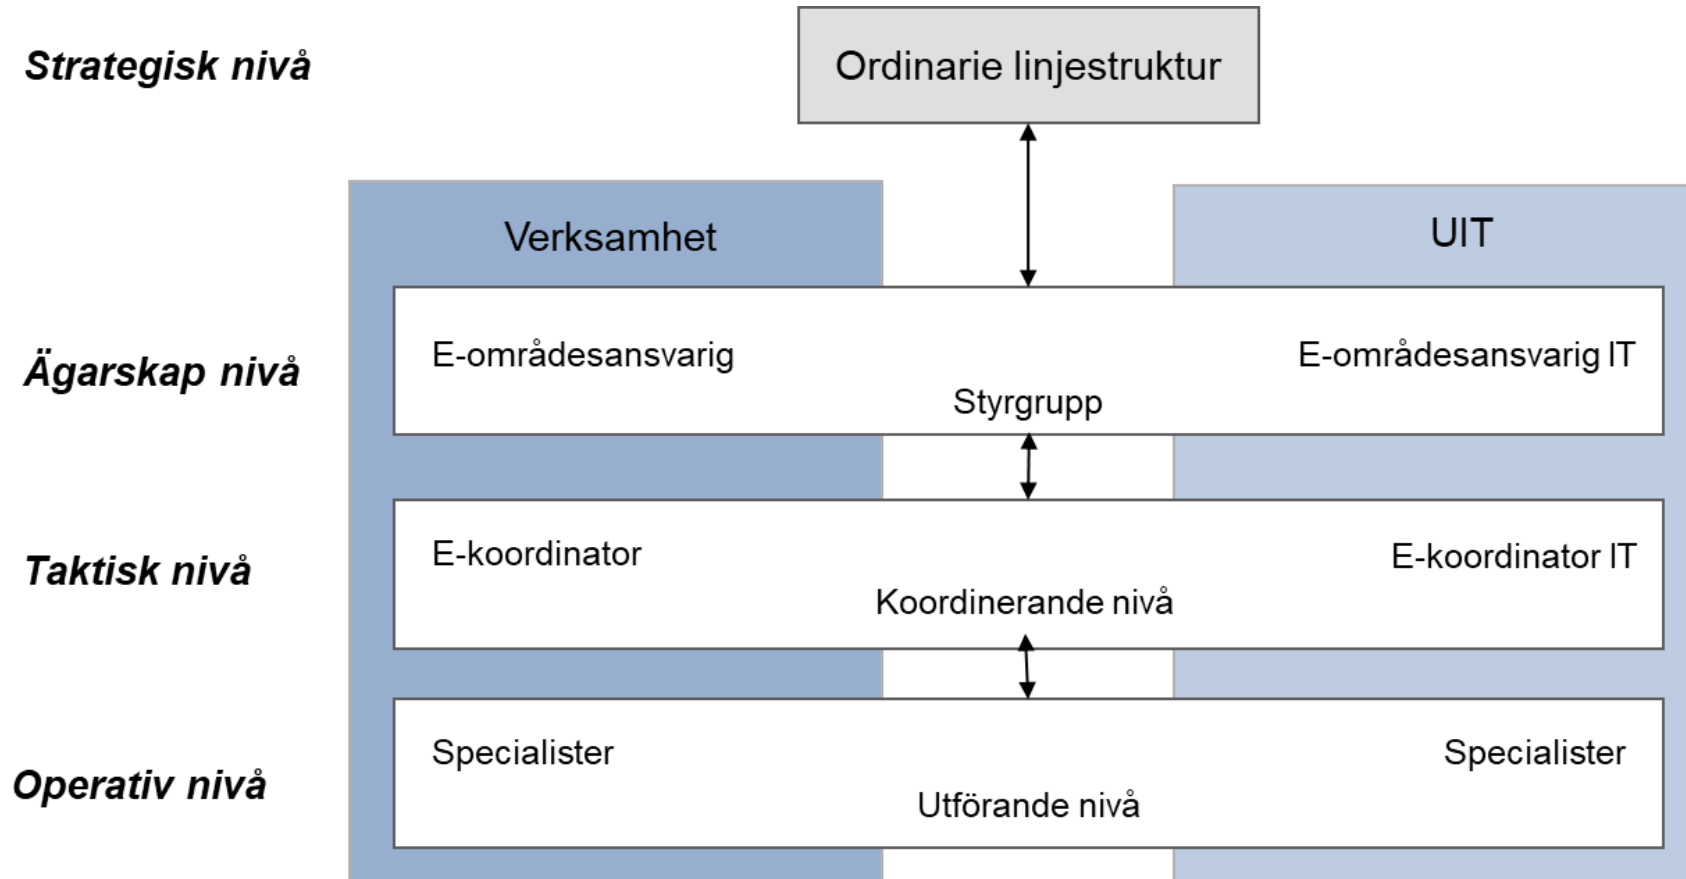 Strategisk nivå
Ordinarie linjestruktur
Verksamhet
UIT
Ägarskap nivå
E-områdesansvarig
E-områdesansvarig IT
Styrgrupp
Taktisk nivå
E-koordinator
E-koordinator IT
Koordinerande nivå
Operativ nivå
Specialister
Specialister
Utförande nivå